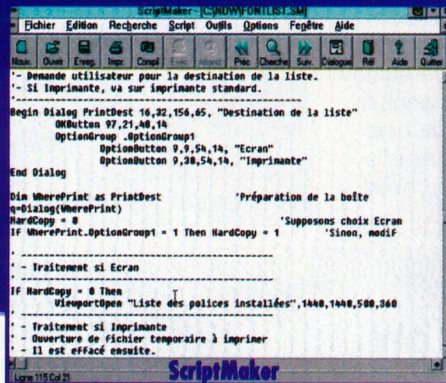 ScriptMaker - [C:\NOWVFONTLIST.SM]
Fichier Edition Recherche Script Outils Options Fenêtre Aide
Nouv. Ouvrir Enreg. Impr. Compil Exéc Préc Cherche Suiv. Dialogue Réf Aide Quitter
'- Demande utilisateur pour la destination de la liste.
'- Si Imprimante, va sur imprimante standard.
'----------------------------------------------------
Begin Dialog PrintDest 16,32,156,65, "Destination de la liste"
OKButton 97,21,40,14
OptionGroup .OptionGroup1
OptionButton 9,9,54,14, "Ecran"
OptionButton 9,30,54,14, "Imprimante"
End Dialog
Dim WherePrint as PrintDest 'Préparation de la boîte
q=Dialog(WherePrint)
HardCopy = 0 'Supposons choix Ecran
IF WherePrint.OptionGroup1 = 1 Then HardCopy = 1 'Sinon, modif
'----------------------------------------------------
' - Traitement si Ecran
'----------------------------------------------------
IF HardCopy = 0 Then
ViewportOpen "Liste des polices installées",1440,1440,500,360
'----------------------------------------------------
' - Traitement si Imprimante
' - Ouverture de fichier temporaire à imprimer
' - Il est effacé ensuite.
Ligne 115 Col 21
ScriptMaker